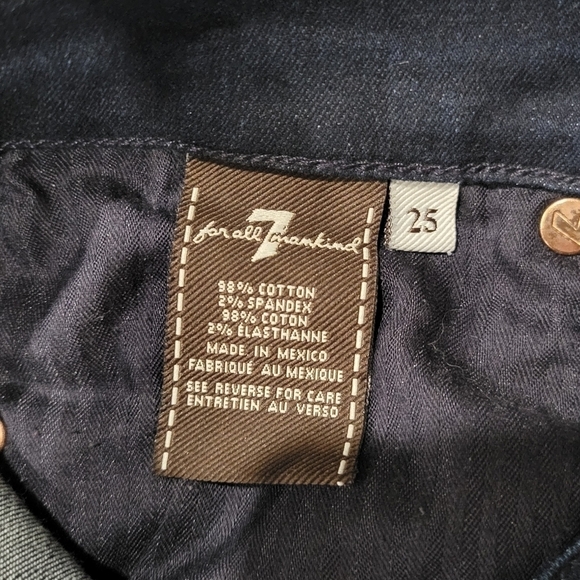 for all 7 mankind
25
98% COTTON
2% SPANDEX
98% COTON
2% ÉLASTHANNE
MADE IN MEXICO
FABRIQUÉ AU MEXIQUE
SEE REVERSE FOR CARE
ENTRETIEN AU VERSO